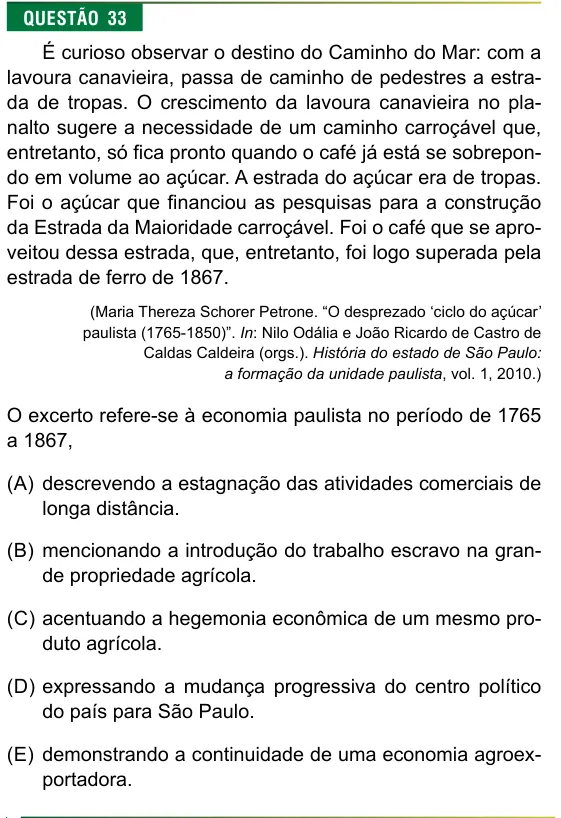 QUESTÃO 33
É curioso observar o destino do Caminho do Mar: com a
lavoura canavieira, passa de caminho de pedestres a estra-
da de tropas. O crescimento da lavoura canavieira no pla-
nalto sugere a necessidade de um caminho carroçável que,
entretanto, só fica pronto quando o café já está se sobrepon-
do em volume ao açúcar. A estrada do açúcar era de tropas.
Foi o açúcar que financiou as pesquisas para a construção
da Estrada da Maioridade carroçável. Foi o café que se apro-
veitou dessa estrada, que, entretanto, foi logo superada pela
estrada de ferro de 1867.
(Maria Thereza Schorer Petrone. “O desprezado ‘ciclo do açúcar’
paulista (1765-1850)”. In: Nilo Odália e João Ricardo de Castro de
Caldas Caldeira (orgs.). História do estado de São Paulo:
a formação da unidade paulista, vol. 1, 2010.)
O excerto refere-se à economia paulista no período de 1765
a 1867,
(A) descrevendo a estagnação das atividades comerciais de
longa distância.
(B) mencionando a introdução do trabalho escravo na gran-
de propriedade agrícola.
(C) acentuando a hegemonia econômica de um mesmo pro-
duto agrícola.
(D) expressando a mudança progressiva do centro político
do país para São Paulo.
(E) demonstrando a continuidade de uma economia agroex-
portadora.